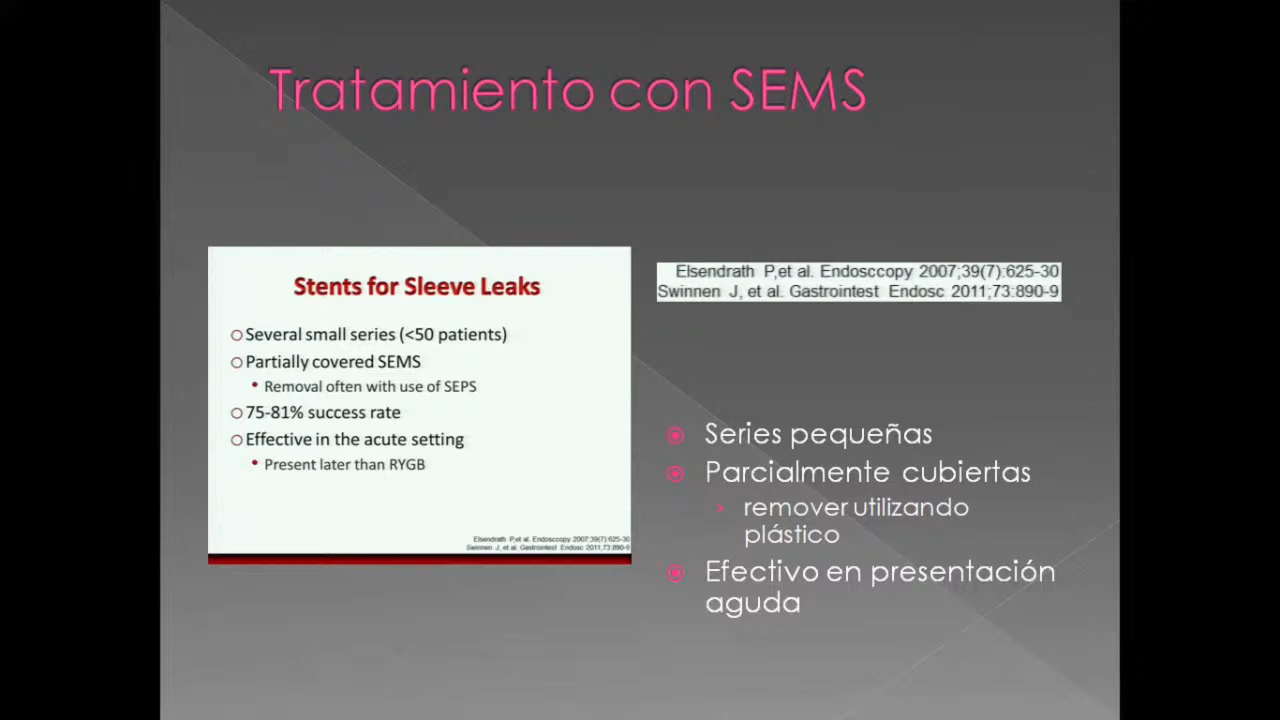 Tratamiento con SEMS
Stents for Sleeve Leaks
Several small series (<50 patients)
Partially covered SEMS
Removal often with use of SEPS
75-81% success rate
Effective in the acute setting
Present later than RYGB
Elsendrath P,et al. Endosccopy 2007;39(7):625-30
Swinnen J, et al. Gastrointest Endosc 2011;73:890-9
Elsendrath P,et al. Endosccopy 2007;39(7):625-30
Swinnen J, et al. Gastrointest Endosc 2011;73:890-9
Series pequeñas
Parcialmente cubiertas
remover utilizando
plástico
Efectivo en presentación
aguda